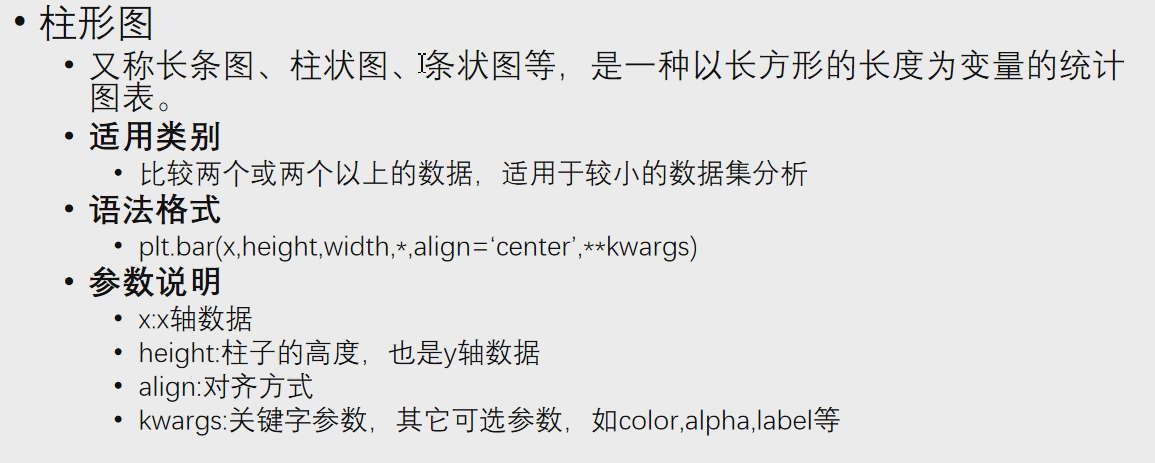 • 柱形图
• 又称长条图、柱状图、条状图等，是一种以长方形的长度为变量的统计
图表。
• 适用类别
• 比较两个或两个以上的数据，适用于较小的数据集分析
• 语法格式
• plt.bar(x,height,width,*,align=‘center’,**kwargs)
• 参数说明
• x:x轴数据
• height:柱子的高度，也是y轴数据
• align:对齐方式
• kwargs:关键字参数，其它可选参数，如color,alpha,label等